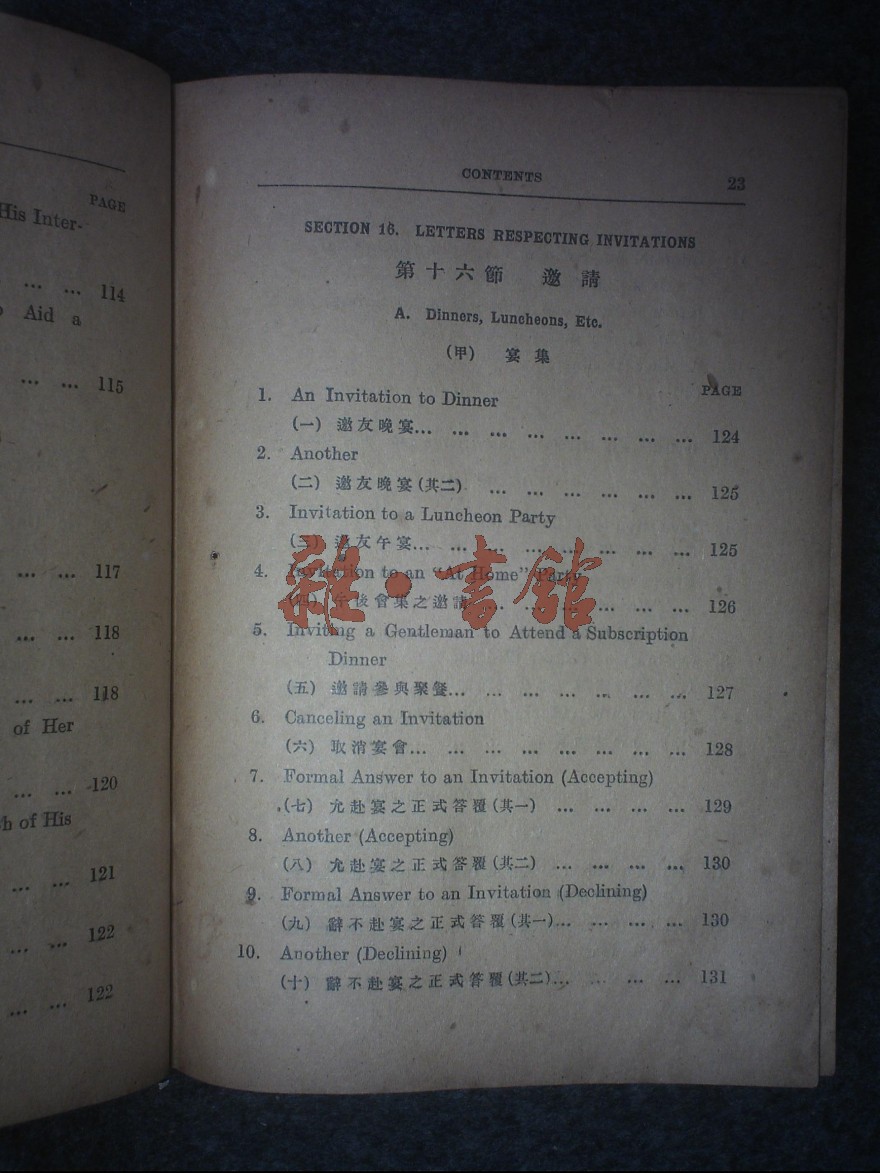 PAGE
His Inter-
... ... 114
Aid a
... ... 115
... ... 117
... ... 118
... ... 118
of Her
... ... 120
of His
... ... 121
... ... 122
... ... 122
CONTENTS 23
SECTION 16. LETTERS RESPECTING INVITATIONS
第十六節 邀請
A. Dinners, Luncheons, Etc.
(甲) 宴集
PAGE
1. An Invitation to Dinner
(一) 邀友晚宴... ... ... ... ... ... ... ... 124
2. Another
(二) 邀友晚宴(其二) ... ... ... ... ... ... 125
3. Invitation to a Luncheon Party
(三) 邀友午宴... ... ... ... ... ... ... ... 125
4. Invitation to an "At Home" Party
(四) 午後會集之邀請... ... ... ... ... ... 126
5. Inviting a Gentleman to Attend a Subscription
Dinner
(五) 邀請參與聚餐... ... ... ... ... ... ... 127
6. Canceling an Invitation
(六) 取消宴會... ... ... ... ... ... ... ... 128
7. Formal Answer to an Invitation (Accepting)
(七) 允赴宴之正式答覆(其一) ... ... ... ... 129
8. Another (Accepting)
(八) 允赴宴之正式答覆(其二) ... ... ... ... 130
9. Formal Answer to an Invitation (Declining)
(九) 辭不赴宴之正式答覆(其一)... ... ... ... 130
10. Another (Declining)
(十) 辭不赴宴之正式答覆(其二)... ... ... ... 131
雜·書館